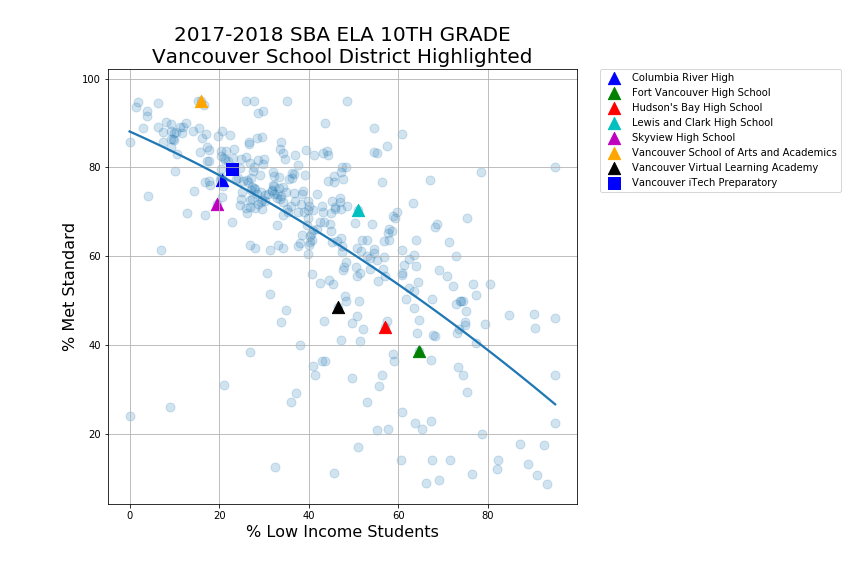 2017-2018 SBA ELA 10TH GRADE
Vancouver School District Highlighted
100
80
60
40
20
% Met Standard
0
20
40
60
80
% Low Income Students
Columbia River High
Fort Vancouver High School
Hudson's Bay High School
Lewis and Clark High School
Skyview High School
Vancouver School of Arts and Academics
Vancouver Virtual Learning Academy
Vancouver iTech Preparatory